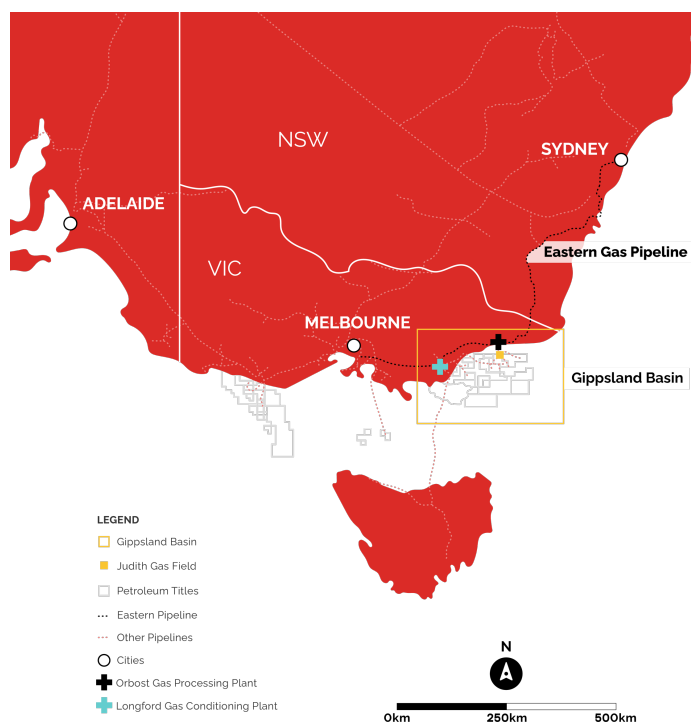 NSW
SYDNEY
ADELAIDE
Eastern Gas Pipeline
VIC
MELBOURNE
Gippsland Basin
LEGEND
Gippsland Basin
Judith Gas Field
Petroleum Titles
Eastern Pipeline
Other Pipelines
Cities
Orbost Gas Processing Plant
Longford Gas Conditioning Plant
N
0km 250km 500km